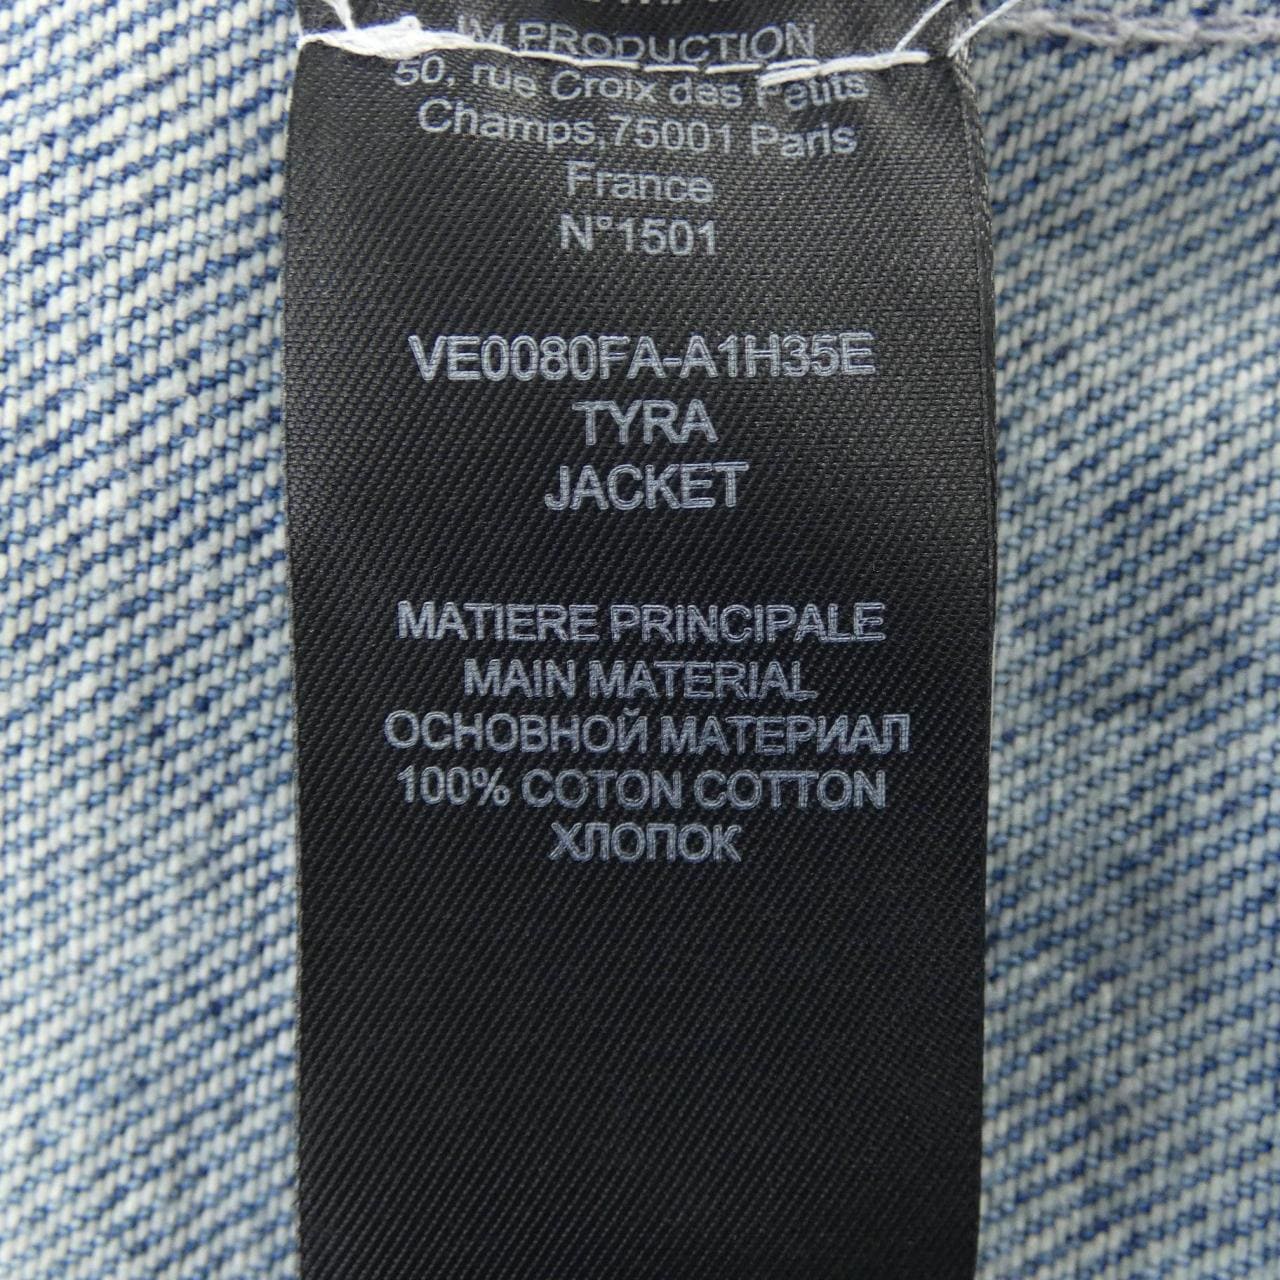 IM PRODUCTION
50, rue Croix des Petits
Champs,75001 Paris
France
N°1501
VE0080FA-A1H35E
TYRA
JACKET
MATIERE PRINCIPALE
MAIN MATERIAL
ОСНОВНОЙ МАТЕРИАЛ
100% COTON COTTON
ХЛОПОК